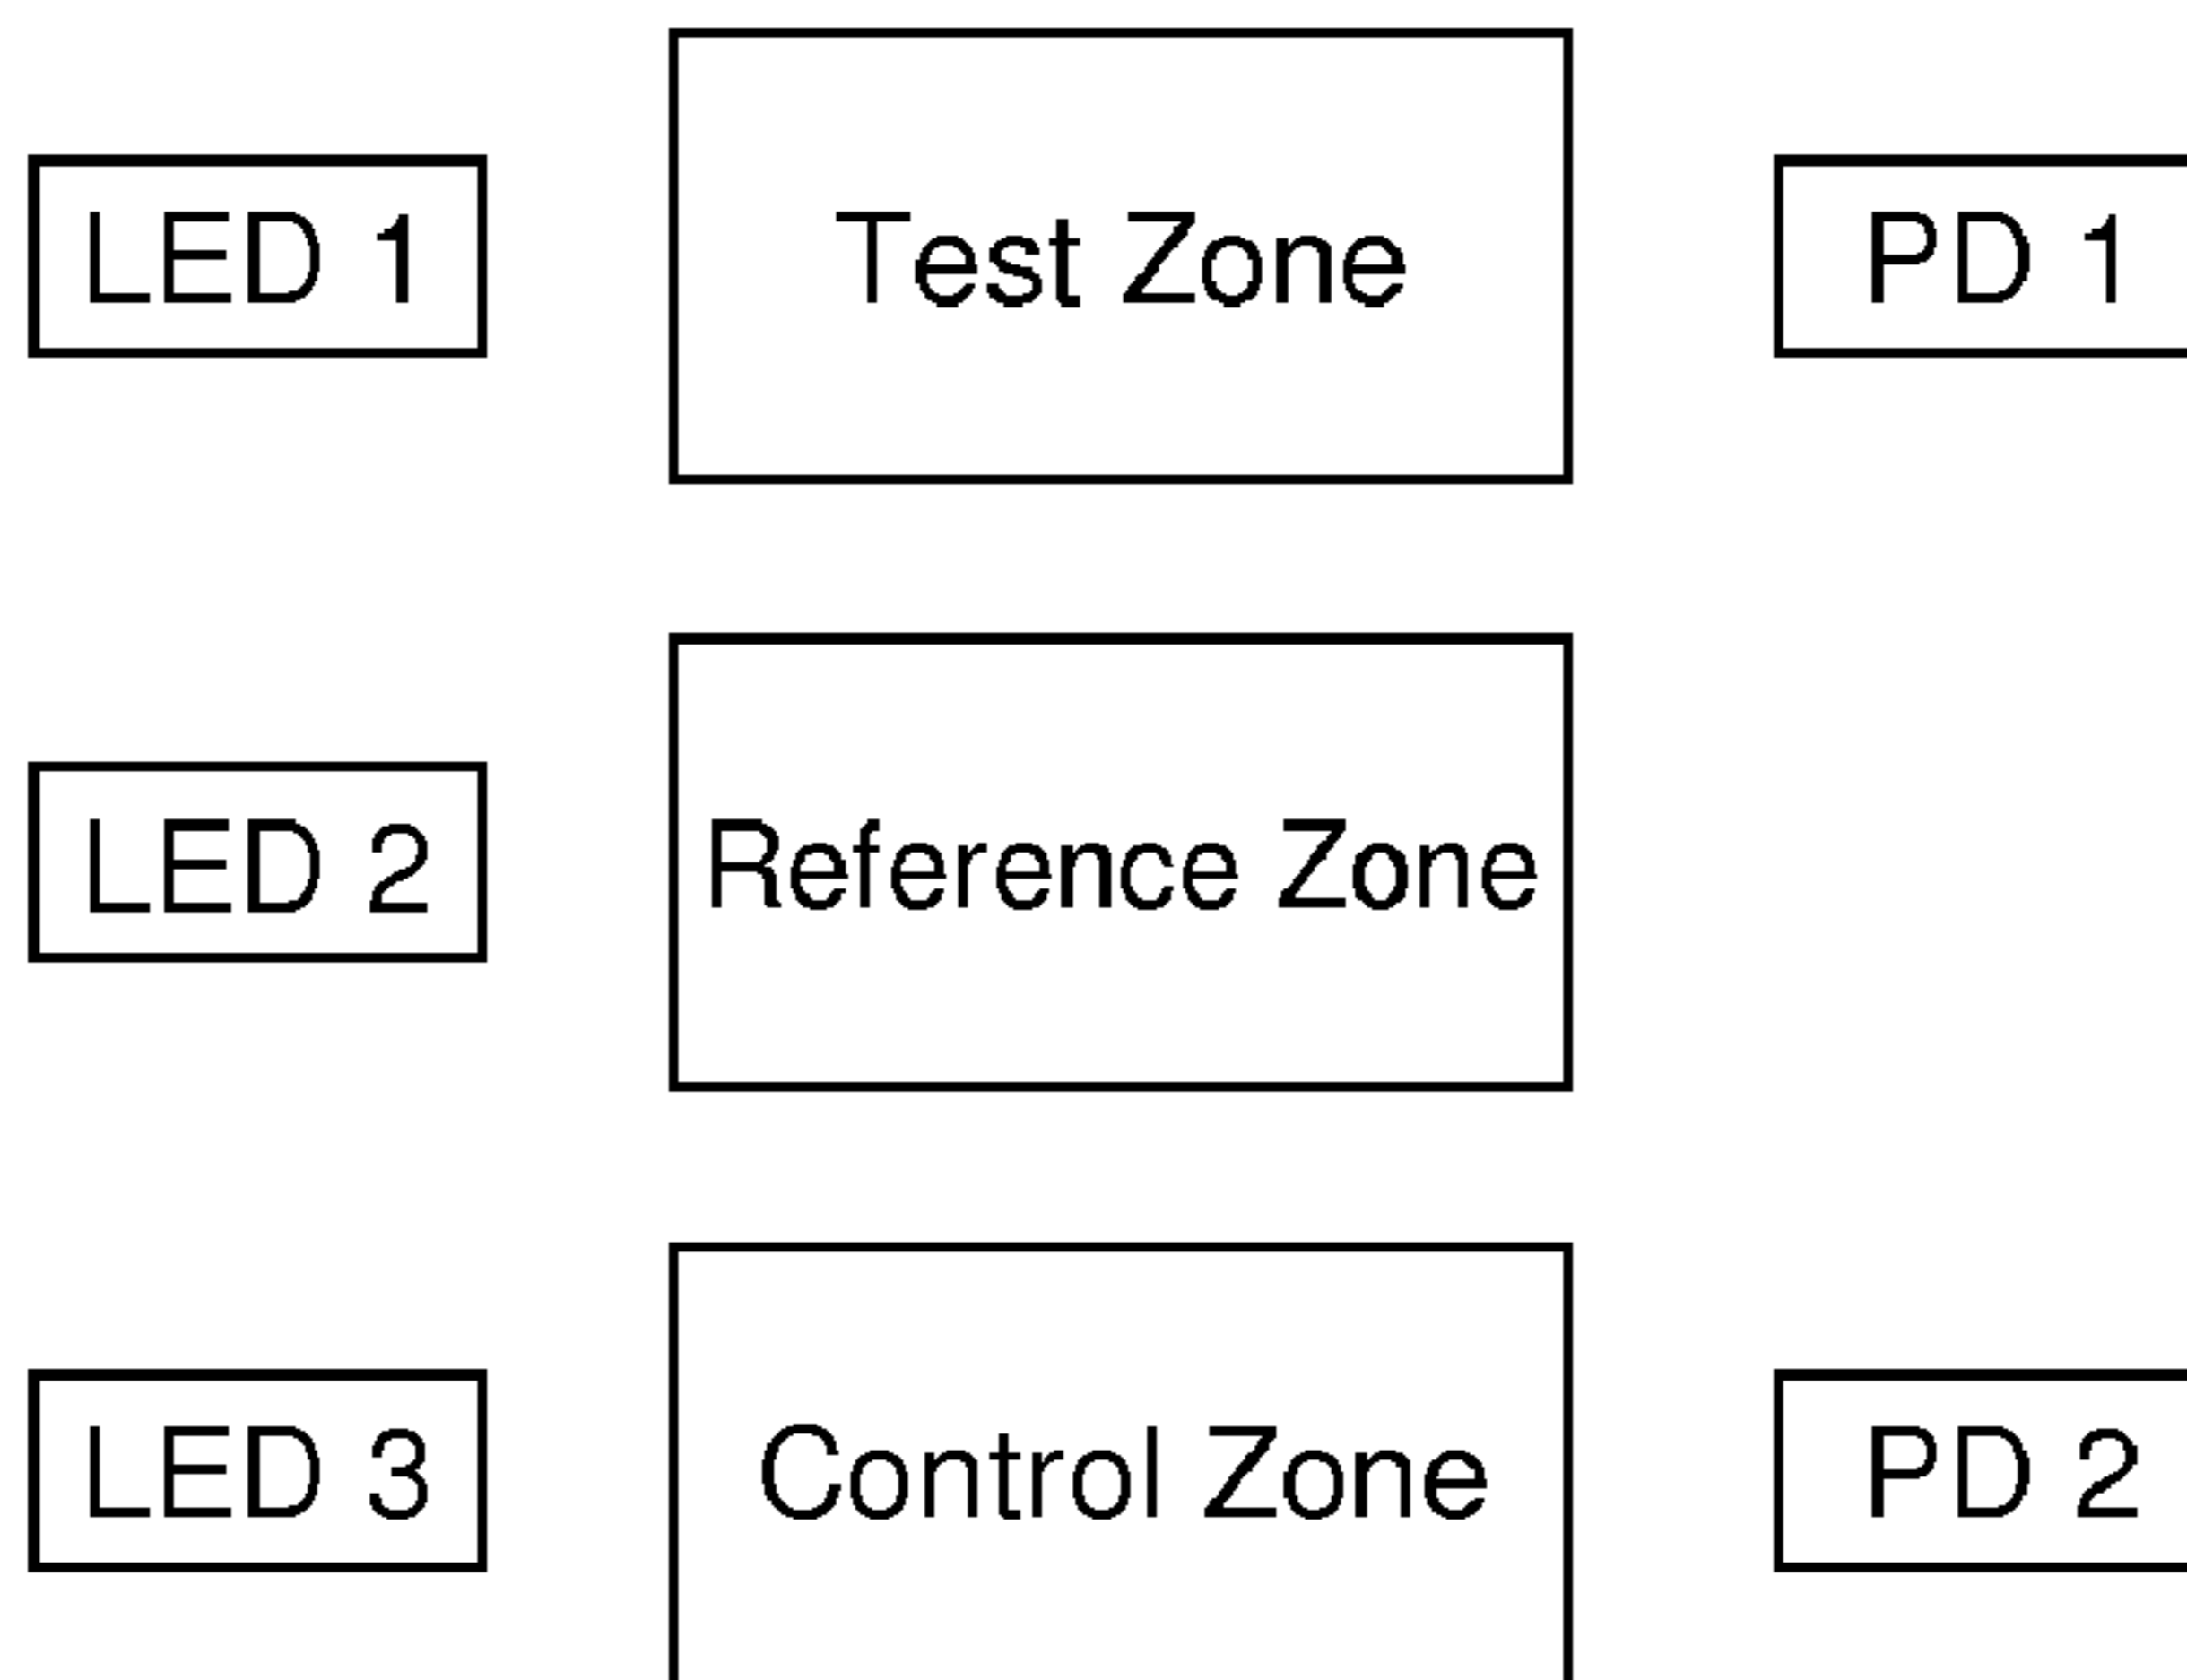 LED 1
Test Zone
PD 1
LED 2
Reference Zone
LED 3
Control Zone
PD 2